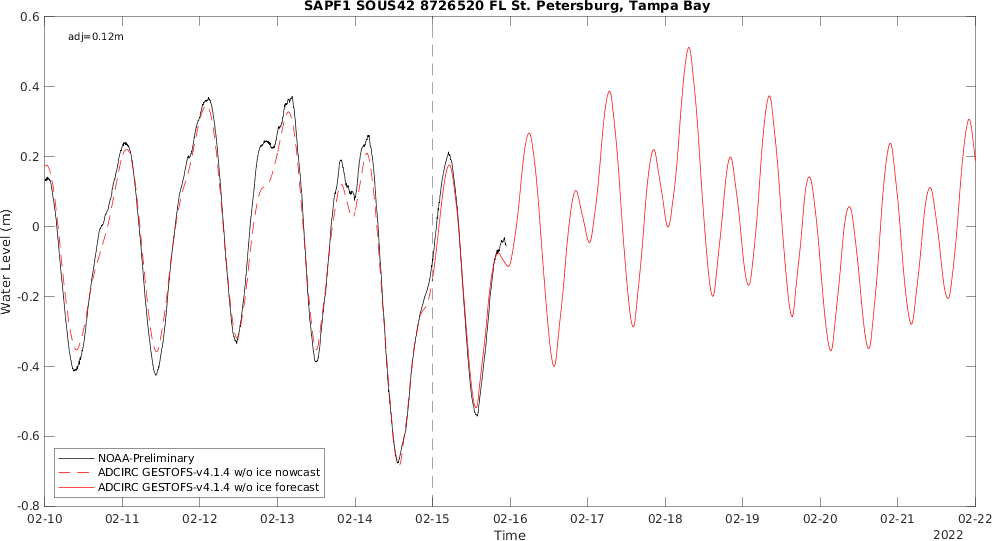 SAPF1 SOUS42 8726520 FL St. Petersburg, Tampa Bay
adj=0.12m
0.6
0.4
0.2
0
-0.2
-0.4
-0.6
-0.8
Water Level (m)
NOAA-Preliminary
ADCIRC GESTOFS-v4.1.4 w/o ice nowcast
ADCIRC GESTOFS-v4.1.4 w/o ice forecast
02-10 02-11 02-12 02-13 02-14 02-15 02-16 02-17 02-18 02-19 02-20 02-21 02-22
Time
2022